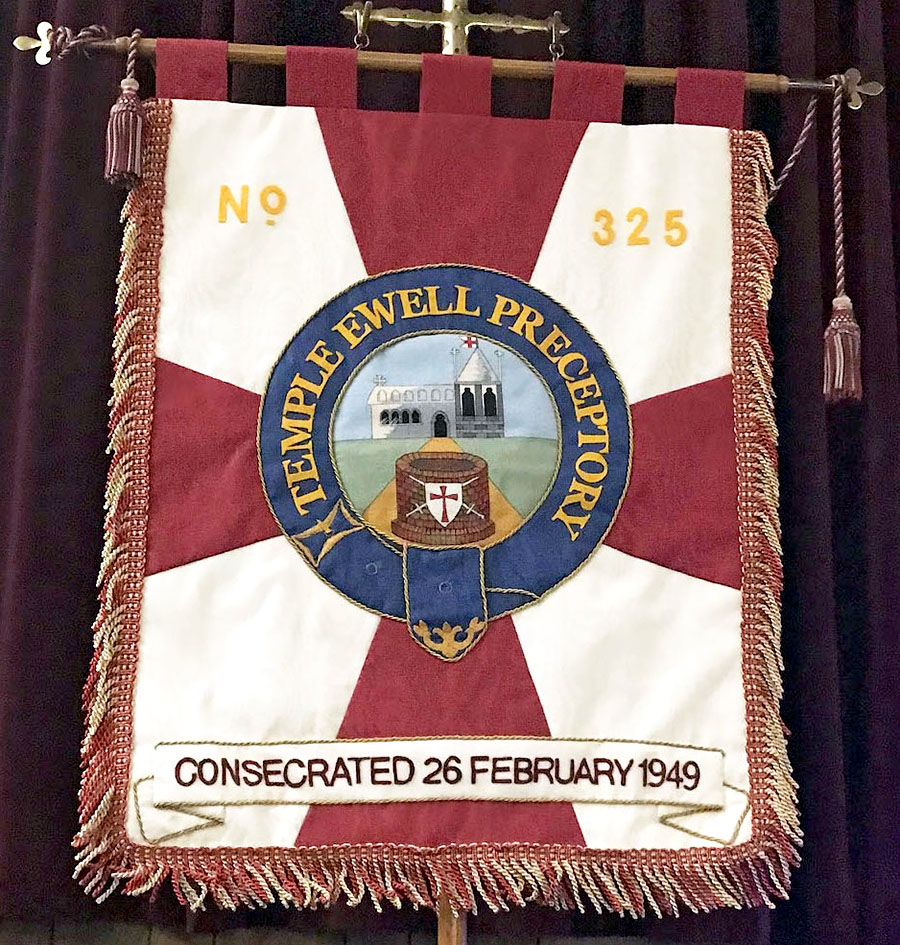 Nº
325
TEMPLE EWELL PRECEPTORY
CONSECRATED 26 FEBRUARY 1949